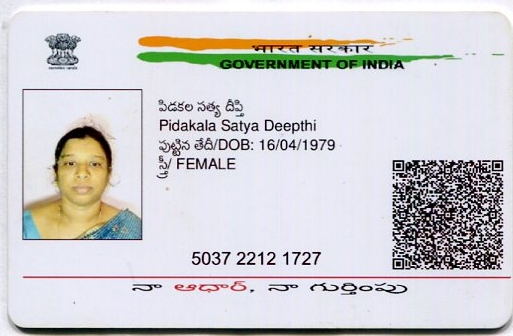 भारत सरकार
GOVERNMENT OF INDIA
పిడకల సత్య దీప్తి
Pidakala Satya Deepthi
పుట్టిన తేదీ/DOB: 16/04/1979
స్త్రీ/ FEMALE
5037 2212 1727
నా ఆధార్, నా గుర్తింపు